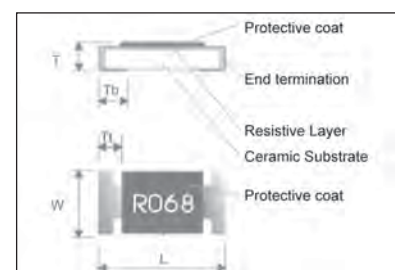 Protective coat
T
End termination
Tb
Resistive Layer
Ceramic Substrate
Tt
Protective coat
W
R068
L